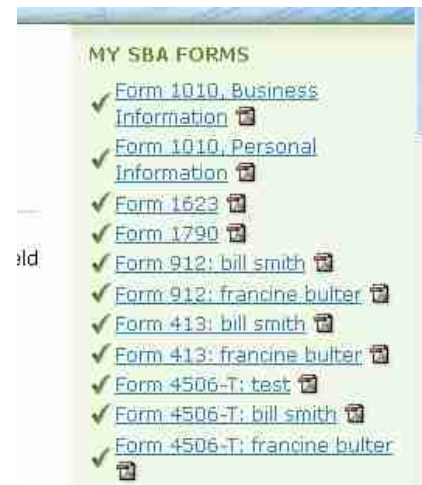 MY SBA FORMS
Form 1010, Business
Information
Form 1010, Personal
Information
Form 1623
Form 1790
eld
Form 912: bill smith
Form 912: francine bulter
Form 413: bill smith
Form 413: francine bulter
Form 4506-T: test
Form 4506-T: bill smith
Form 4506-T: francine bulter